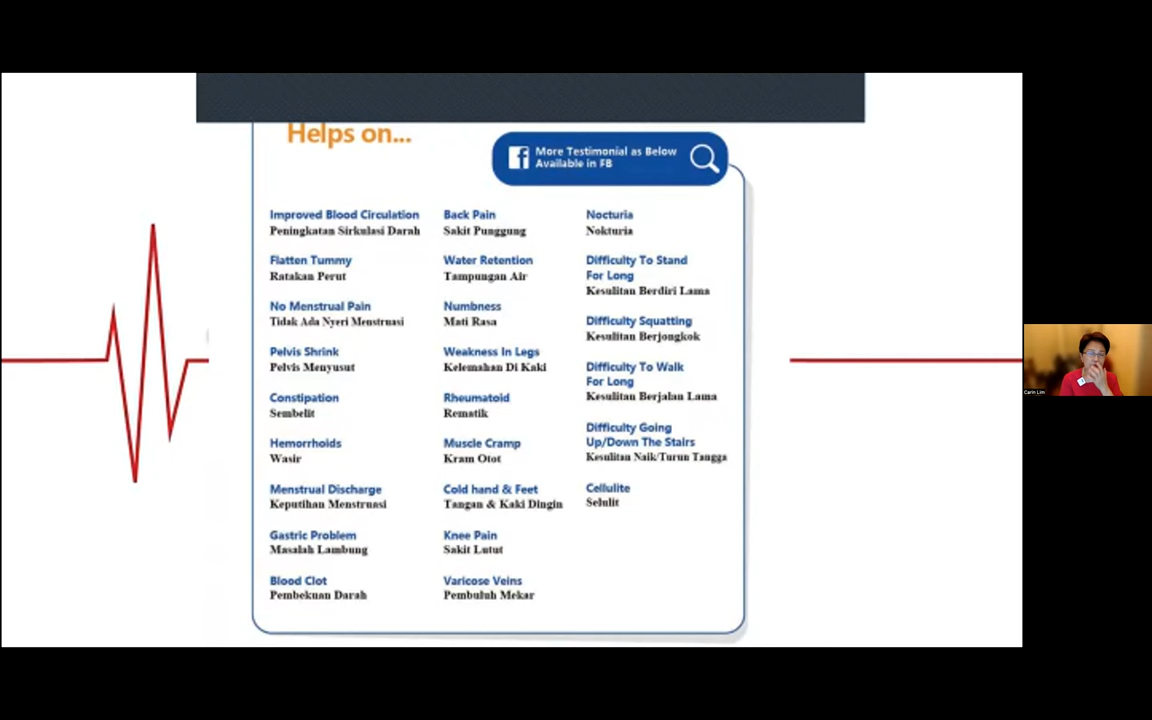 Helps on...
More Testimonial as Below
Available in FB
Improved Blood Circulation
Peningkatan Sirkulasi Darah
Flatten Tummy
Ratakan Perut
No Menstrual Pain
Tidak Ada Nyeri Menstruasi
Pelvis Shrink
Pelvis Menyusut
Constipation
Sembelit
Hemorrhoids
Wasir
Menstrual Discharge
Keputihan Menstruasi
Gastric Problem
Masalah Lambung
Blood Clot
Pembekuan Darah
Back Pain
Sakit Punggung
Water Retention
Tampungan Air
Numbness
Mati Rasa
Weakness In Legs
Kelemahan Di Kaki
Rheumatoid
Rematik
Muscle Cramp
Kram Otot
Cold hand & Feet
Tangan & Kaki Dingin
Knee Pain
Sakit Lutut
Varicose Veins
Pembuluh Mekar
Nocturia
Nokturia
Difficulty To Stand
For Long
Kesulitan Berdiri Lama
Difficulty Squatting
Kesulitan Berjongkok
Difficulty To Walk
For Long
Kesulitan Berjalan Lama
Difficulty Going
Up/Down The Stairs
Kesulitan Naik/Turun Tangga
Cellulite
Selulit
Carin Lim